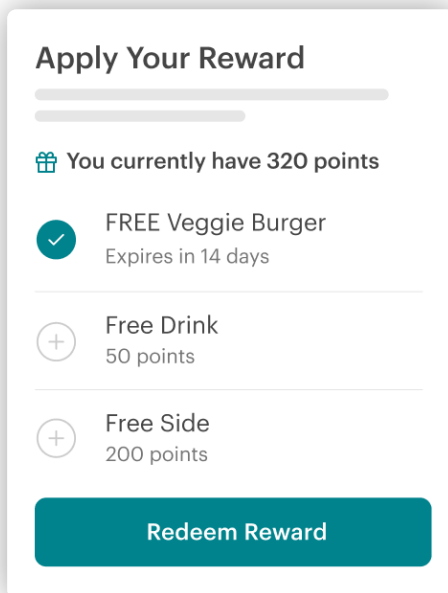 Apply Your Reward
You currently have 320 points
FREE Veggie Burger
Expires in 14 days
Free Drink
50 points
Free Side
200 points
Redeem Reward